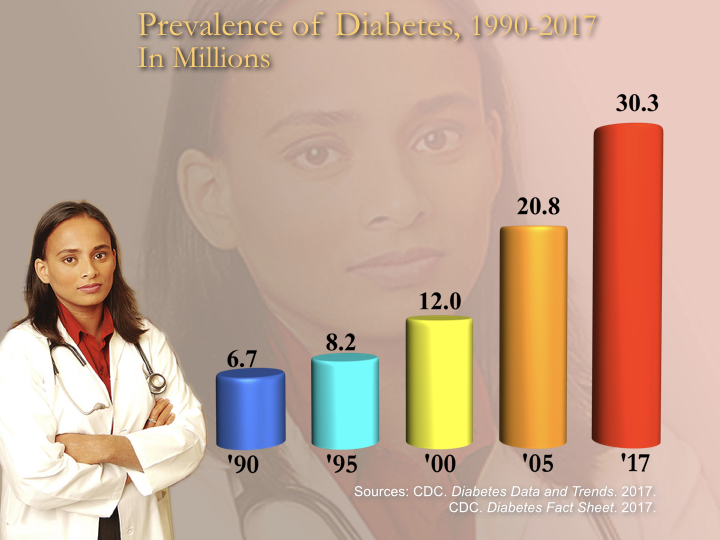 Prevalence of Diabetes, 1990-2017
In Millions
30.3
20.8
12.0
8.2
6.7
'90 '95 '00 '05 '17
Sources: CDC. Diabetes Data and Trends. 2017.
CDC. Diabetes Fact Sheet. 2017.